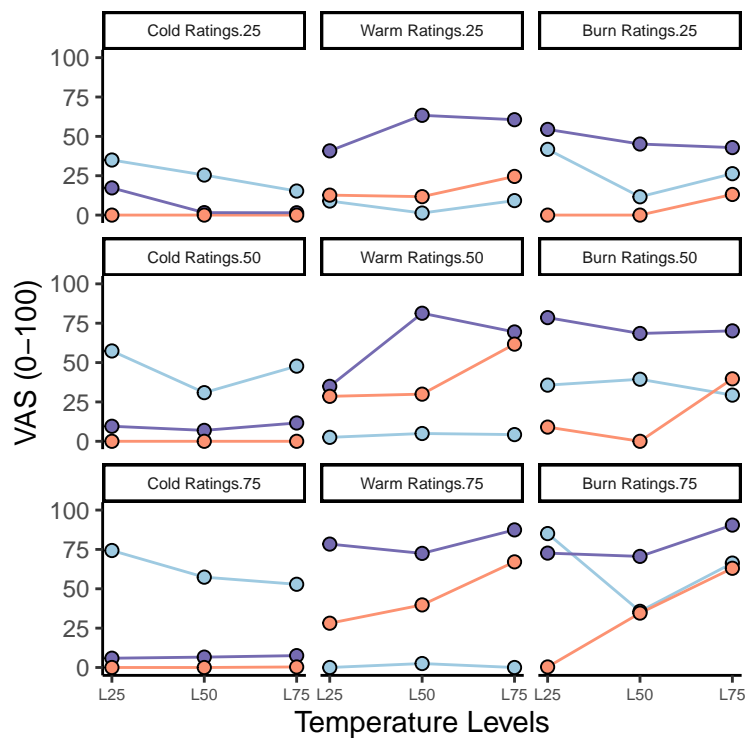 Cold Ratings.25 Warm Ratings.25 Burn Ratings.25
100
75
50
25
0
Cold Ratings.50 Warm Ratings.50 Burn Ratings.50
100
75
50
25
0
Cold Ratings.75 Warm Ratings.75 Burn Ratings.75
100
75
50
25
0
VAS (0−100)
L25 L50 L75 L25 L50 L75 L25 L50 L75
Temperature Levels